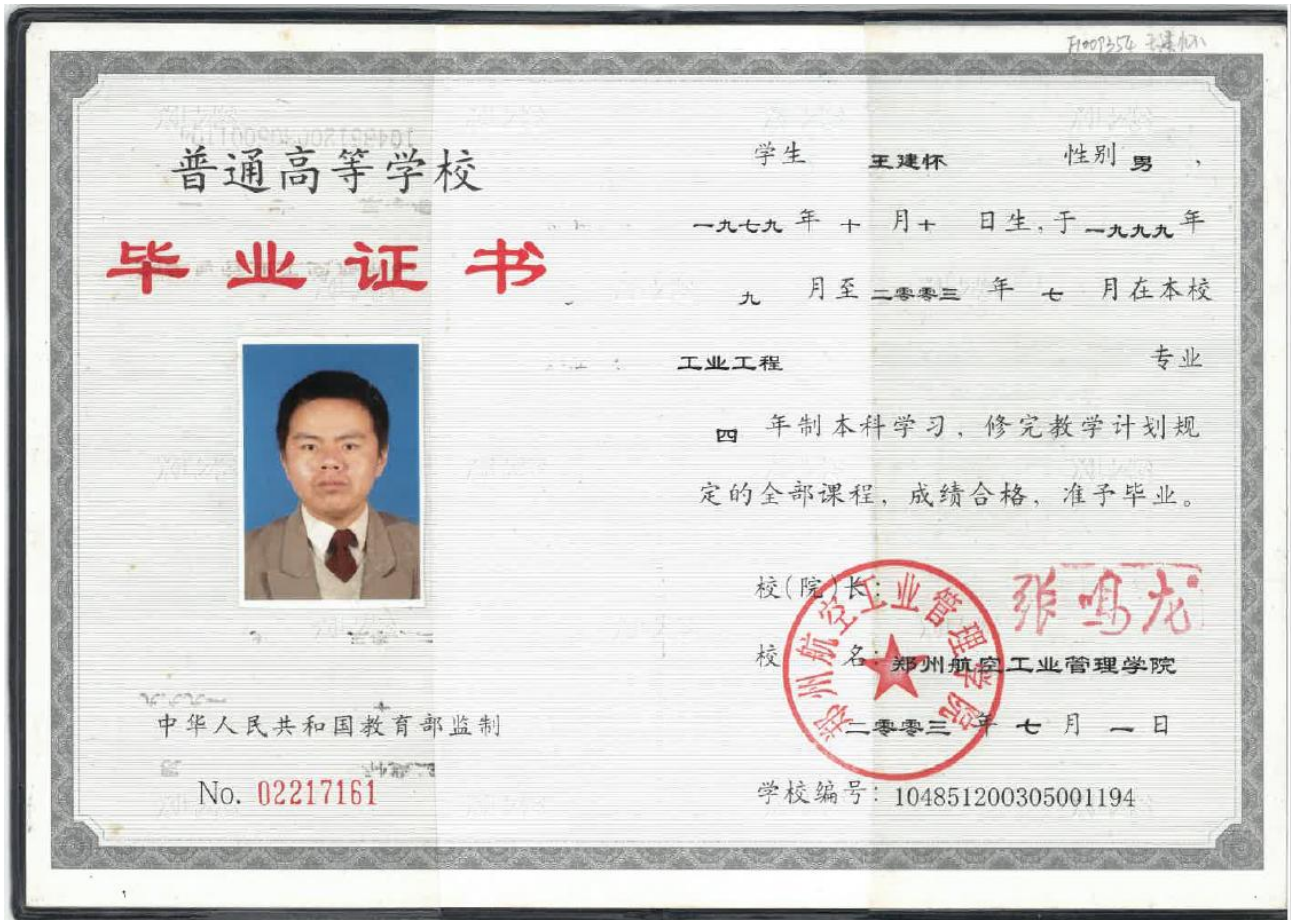 普通高等学校
毕业证书
中华人民共和国教育部监制
No. 02217161
学生 王建怀 性别 男 ,
一九七九 年 十 月 十 日生, 于 一九九九 年
九 月至 二零零三 年 七 月在本校
工业工程 专业
四 年制本科学习, 修完教学计划规
定的全部课程, 成绩合格, 准予毕业。
校(院)长: 张鸣龙
校 名: 郑州航空工业管理学院
二零零三 年 七 月 一 日
学校编号: 104851200305001194
郑州航空工业管理学院